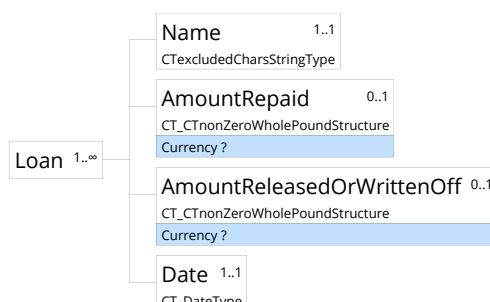 Name 1..1
CTexcludedCharsStringType
AmountRepaid 0..1
CT_CTnonZeroWholePoundStructure
Currency ?
Loan 1..∞
AmountReleasedOrWrittenOff 0..1
CT_CTnonZeroWholePoundStructure
Currency ?
Date 1..1
CT_DateType